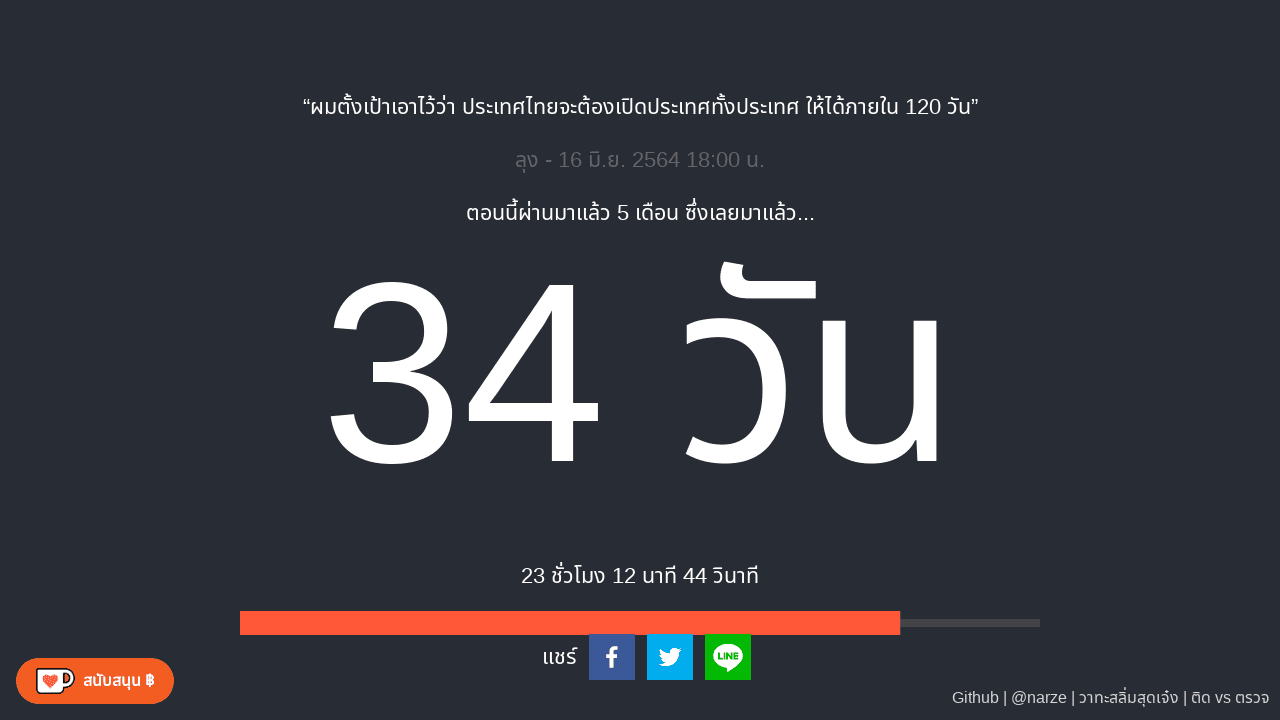 “ผมตั้งเป้าเอาไว้ว่า ประเทศไทยจะต้องเปิดประเทศทั้งประเทศ ให้ได้ภายใน 120 วัน”
ลุง - 16 มิ.ย. 2564 18:00 น.
ตอนนี้ผ่านมาแล้ว 5 เดือน ซึ่งเลยมาแล้ว...
34 วัน
23 ชั่วโมง 12 นาที 44 วินาที
แชร์
LINE
สนับสนุน ฿
Github | @narze | วาทะสลิ่มสุดเจ๋ง | ติด vs ตรวจ